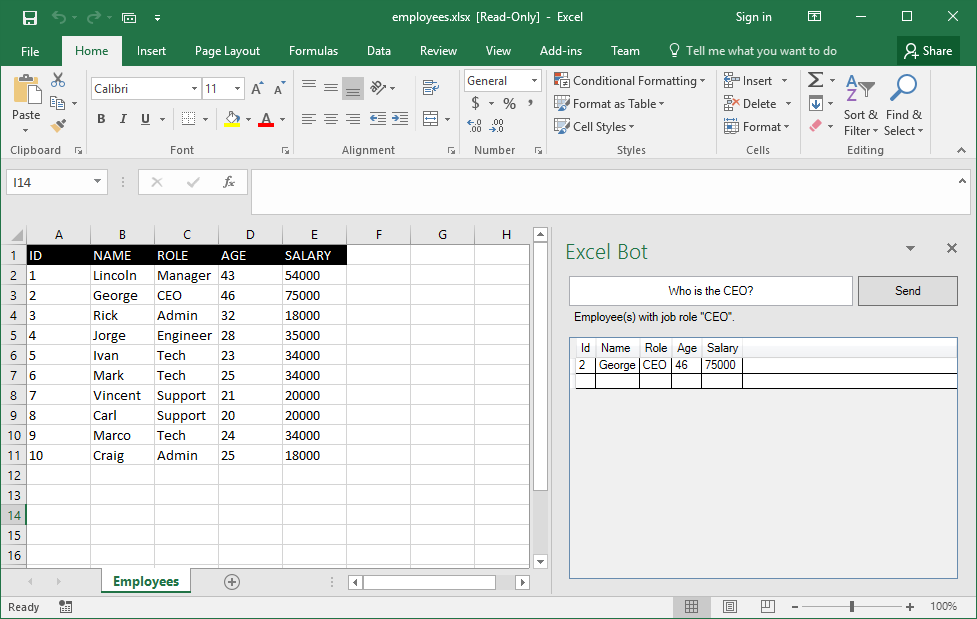 employees.xlsx [Read-Only] - Excel
Sign in
File Home Insert Page Layout Formulas Data Review View Add-ins Team Tell me what you want to do Share
Calibri 11 General Conditional Formatting Insert Σ
Paste Format as Table Delete Sort & Filter Find & Select
B I U A $ % , Cell Styles Format
Clipboard Font Alignment Number Styles Cells Editing
I14 fx
A B C D E F G H
1 ID NAME ROLE AGE SALARY
2 1 Lincoln Manager 43 54000
3 2 George CEO 46 75000
4 3 Rick Admin 32 18000
5 4 Jorge Engineer 28 35000
6 5 Ivan Tech 23 34000
7 6 Mark Tech 25 34000
8 7 Vincent Support 21 20000
9 8 Carl Support 20 20000
10 9 Marco Tech 24 34000
11 10 Craig Admin 25 18000
12
13
14
15
16
Employees
Excel Bot
Who is the CEO? Send
Employee(s) with job role "CEO".
Id Name Role Age Salary
2 George CEO 46 75000
Ready 100%